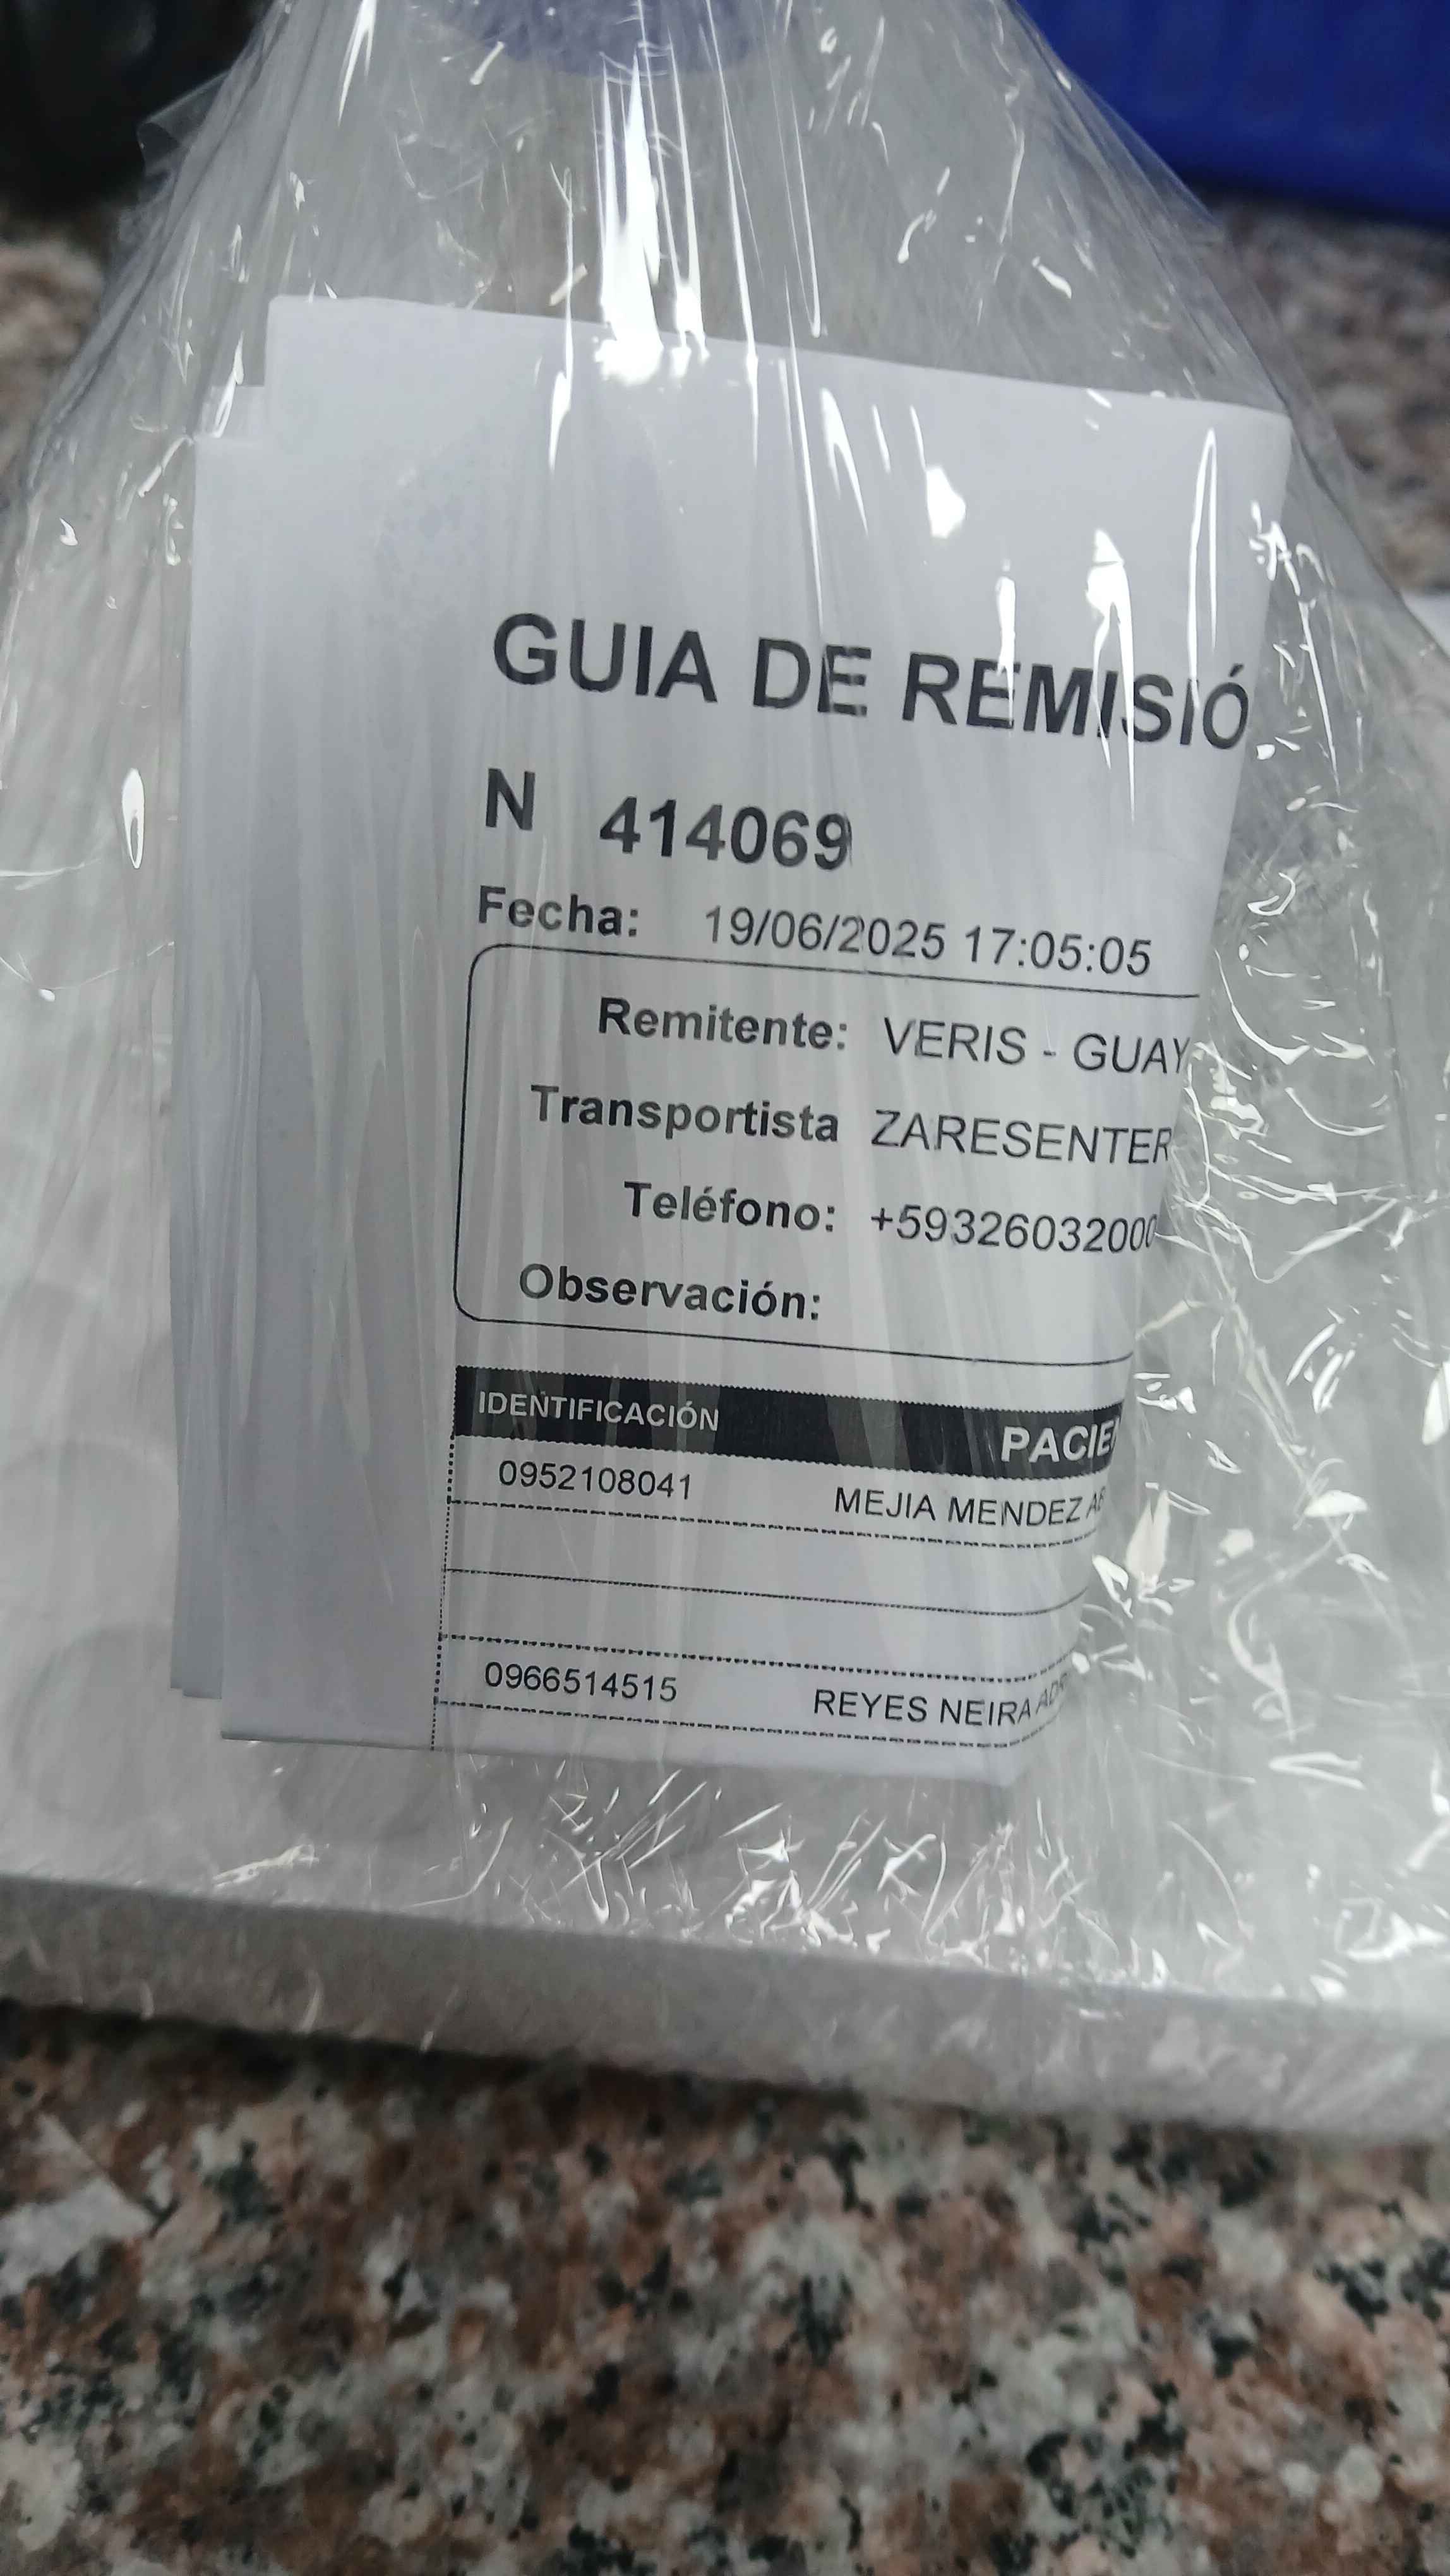 GUIA DE REMISIÓ
N 414069
Fecha: 19/06/2025 17:05:05
Remitente: VERIS - GUAY
Transportista ZARESENTER
Teléfono: +59326032000
Observación:
IDENTIFICACIÓN PACIE
0952108041 MEJIA MENDEZ
0966514515 REYES NEIRA